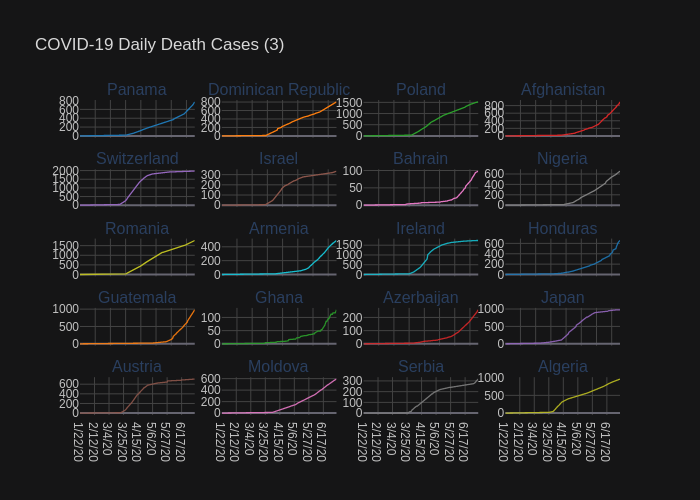 COVID-19 Daily Death Cases (3)
Panama Dominican Republic Poland Afghanistan
800 600 400 200 0
800 600 400 200 0
1500 1000 500 0
800 600 400 200 0
Switzerland Israel Bahrain Nigeria
2000 1500 1000 500 0
300 200 100 0
100 50 0
600 400 200 0
Romania Armenia Ireland Honduras
1500 1000 500 0
400 200 0
1500 1000 500 0
600 400 200 0
Guatemala Ghana Azerbaijan Japan
1000 500 0
100 50 0
200 100 0
1000 500 0
Austria Moldova Serbia Algeria
600 400 200 0
600 400 200 0
300 200 100 0
1000 500 0
1/22/20 2/12/20 3/4/20 3/25/20 4/15/20 5/6/20 5/27/20 6/17/20
1/22/20 2/12/20 3/4/20 3/25/20 4/15/20 5/6/20 5/27/20 6/17/20
1/22/20 2/12/20 3/4/20 3/25/20 4/15/20 5/6/20 5/27/20 6/17/20
1/22/20 2/12/20 3/4/20 3/25/20 4/15/20 5/6/20 5/27/20 6/17/20